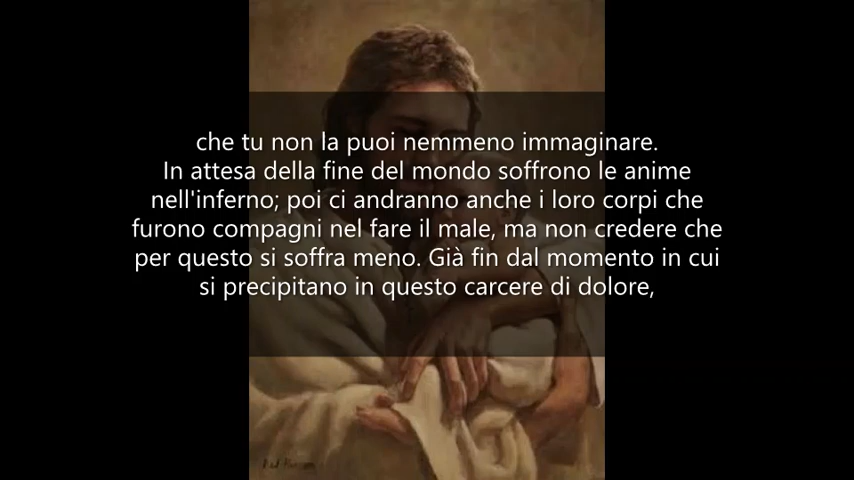 che tu non la puoi nemmeno immaginare.
In attesa della fine del mondo soffrono le anime
nell'inferno; poi ci andranno anche i loro corpi che
furono compagni nel fare il male, ma non credere che
per questo si soffra meno. Già fin dal momento in cui
si precipitano in questo carcere di dolore,